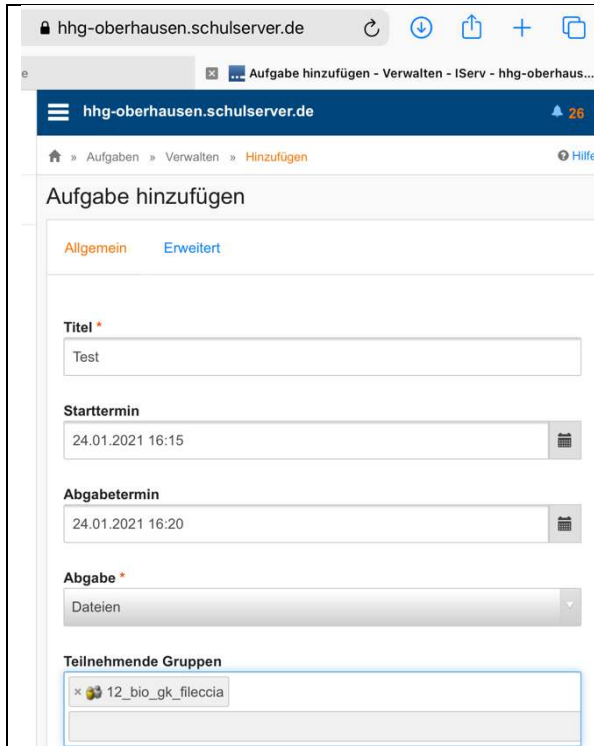 hhg-oberhausen.schulserver.de
e
Aufgabe hinzufügen - Verwalten - IServ - hhg-oberhaus...
hhg-oberhausen.schulserver.de 26
» Aufgaben » Verwalten » Hinzufügen Hilfe
Aufgabe hinzufügen
Allgemein Erweitert
Titel *
Test
Starttermin
24.01.2021 16:15
Abgabetermin
24.01.2021 16:20
Abgabe *
Dateien
Teilnehmende Gruppen
× 12_bio_gk_fileccia